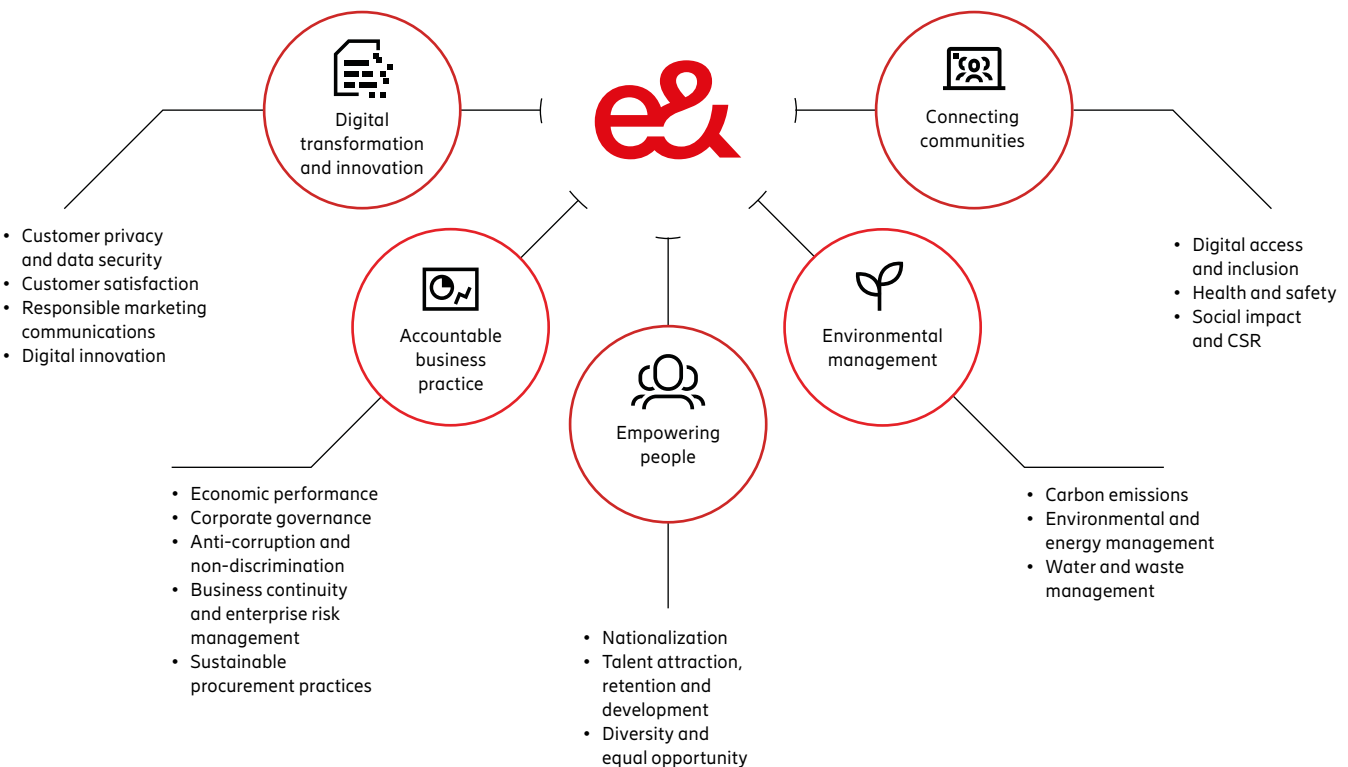 e&
Digital
transformation
and innovation
• Customer privacy
and data security
• Customer satisfaction
• Responsible marketing
communications
• Digital innovation
Accountable
business
practice
• Economic performance
• Corporate governance
• Anti-corruption and
non-discrimination
• Business continuity
and enterprise risk
management
• Sustainable
procurement practices
Empowering
people
• Nationalization
• Talent attraction,
retention and
development
• Diversity and
equal opportunity
Environmental
management
• Carbon emissions
• Environmental and
energy management
• Water and waste
management
Connecting
communities
• Digital access
and inclusion
• Health and safety
• Social impact
and CSR